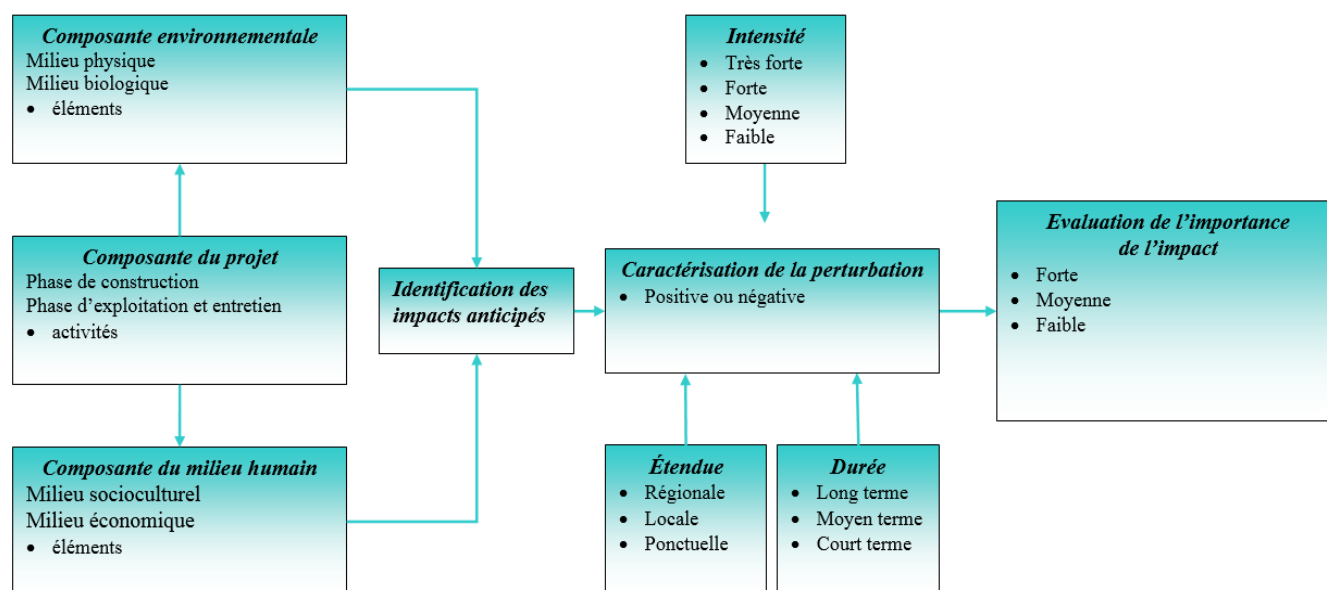 Composante environnementale
Milieu physique
Milieu biologique
• éléments
Composante du projet
Phase de construction
Phase d’exploitation et entretien
• activités
Composante du milieu humain
Milieu socioculturel
Milieu économique
• éléments
Identification des
impacts anticipés
Intensité
• Très forte
• Forte
• Moyenne
• Faible
Caractérisation de la perturbation
• Positive ou négative
Étendue
• Régionale
• Locale
• Ponctuelle
Durée
• Long terme
• Moyen terme
• Court terme
Evaluation de l’importance
de l’impact
• Forte
• Moyenne
• Faible